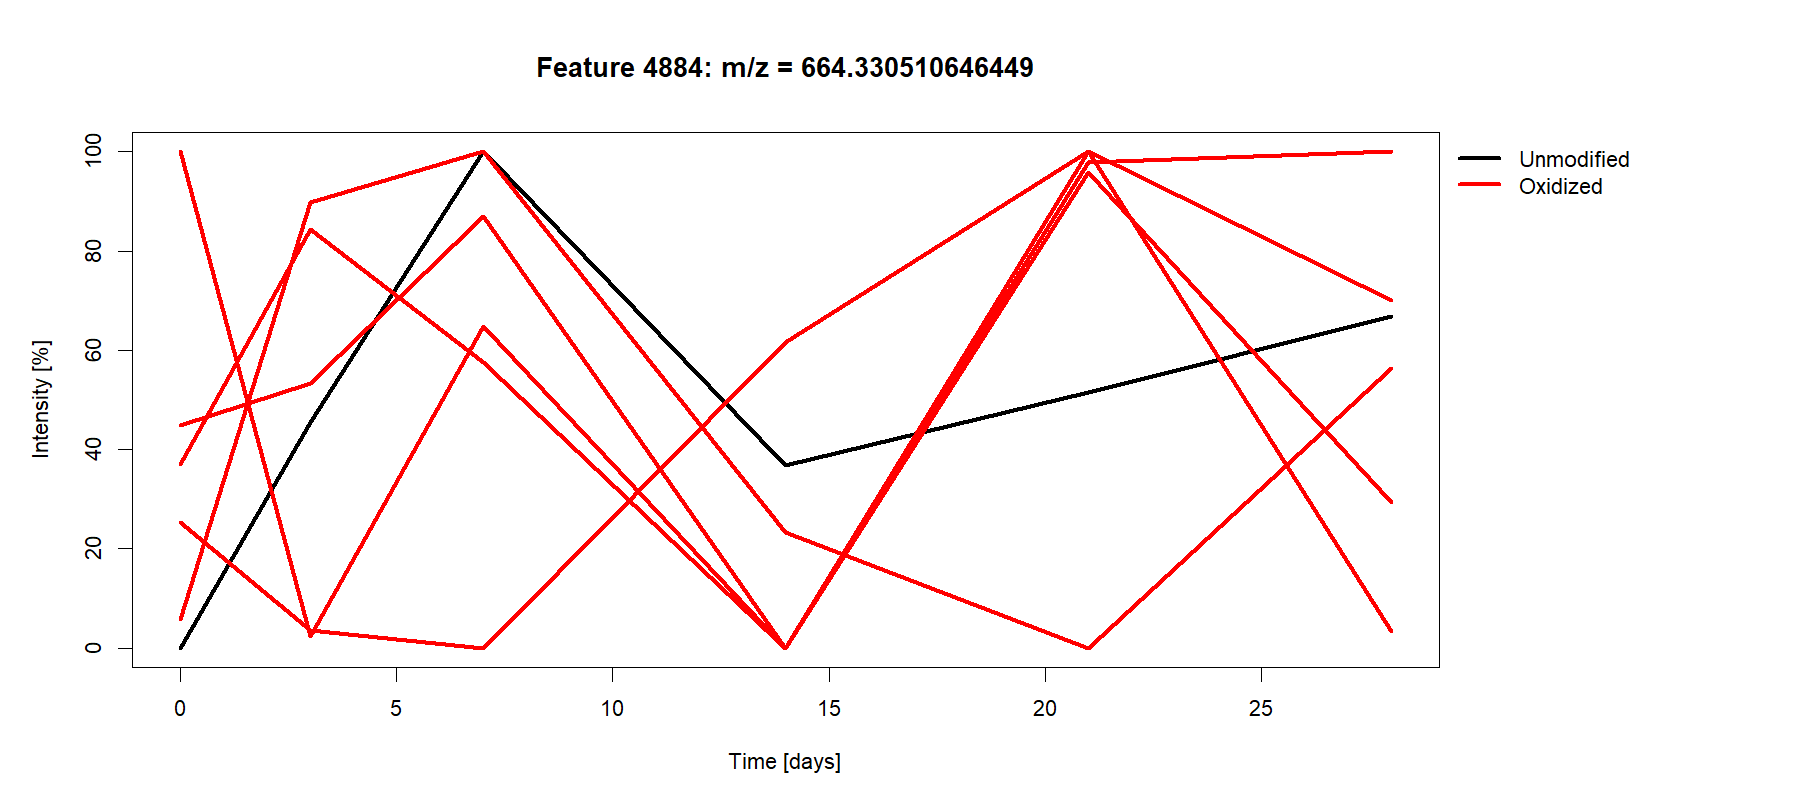 Feature 4884: m/z = 664.330510646449
Unmodified
Oxidized
Intensity [%]
100
80
60
40
20
0
0 5 10 15 20 25
Time [days]